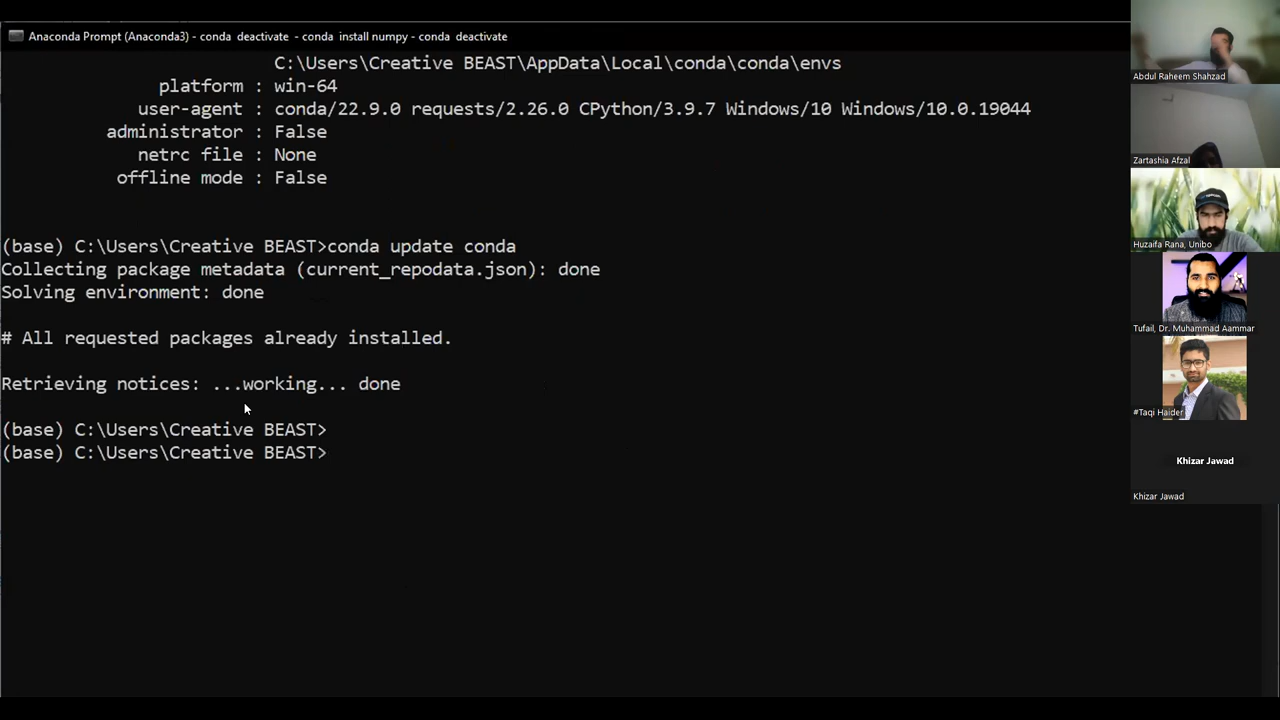 Anaconda Prompt (Anaconda3) - conda  deactivate  - conda  install numpy - conda  deactivate
C:\Users\Creative BEAST\AppData\Local\conda\conda\envs
platform : win-64
user-agent : conda/22.9.0 requests/2.26.0 CPython/3.9.7 Windows/10 Windows/10.0.19044
administrator : False
netrc file : None
offline mode : False
(base) C:\Users\Creative BEAST>conda update conda
Collecting package metadata (current_repodata.json): done
Solving environment: done
# All requested packages already installed.
Retrieving notices: ...working... done
(base) C:\Users\Creative BEAST>
(base) C:\Users\Creative BEAST>
Abdul Raheem Shahzad
Zartashia Afzal
Huzaifa Rana, Unibo
Tufail, Dr. Muhammad Aammar
#Taqi Haider
Khizar Jawad
Khizar Jawad